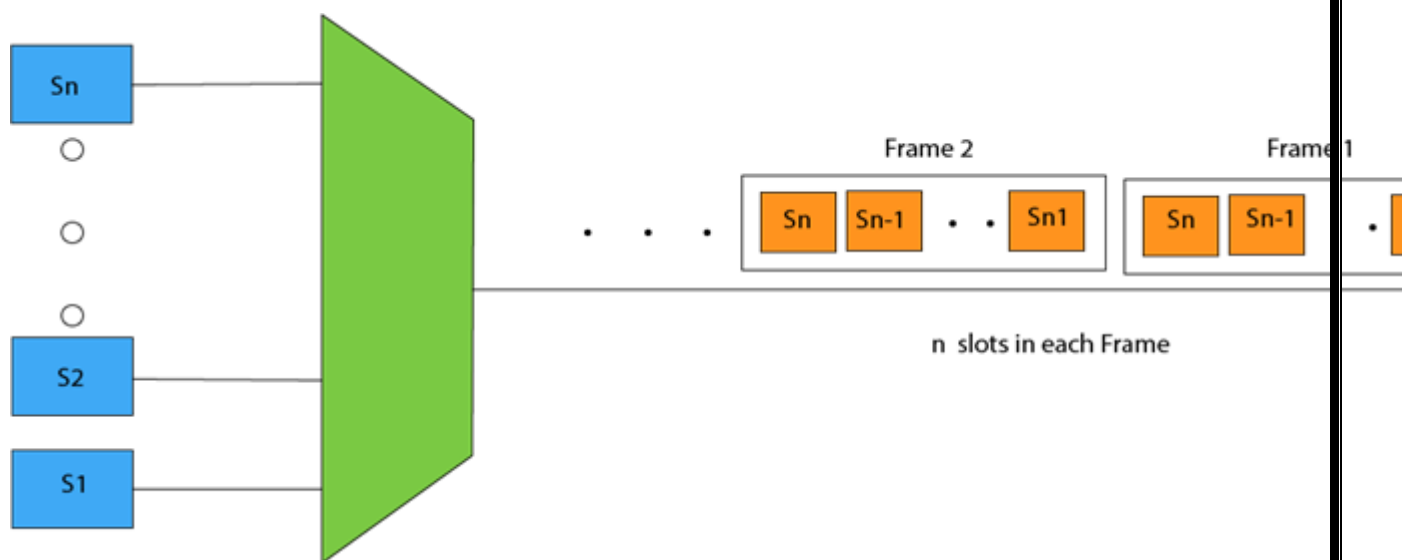 Sn
Frame 2
Frame 1
Sn
Sn-1
Sn1
Sn
Sn-1
n slots in each Frame
S2
S1